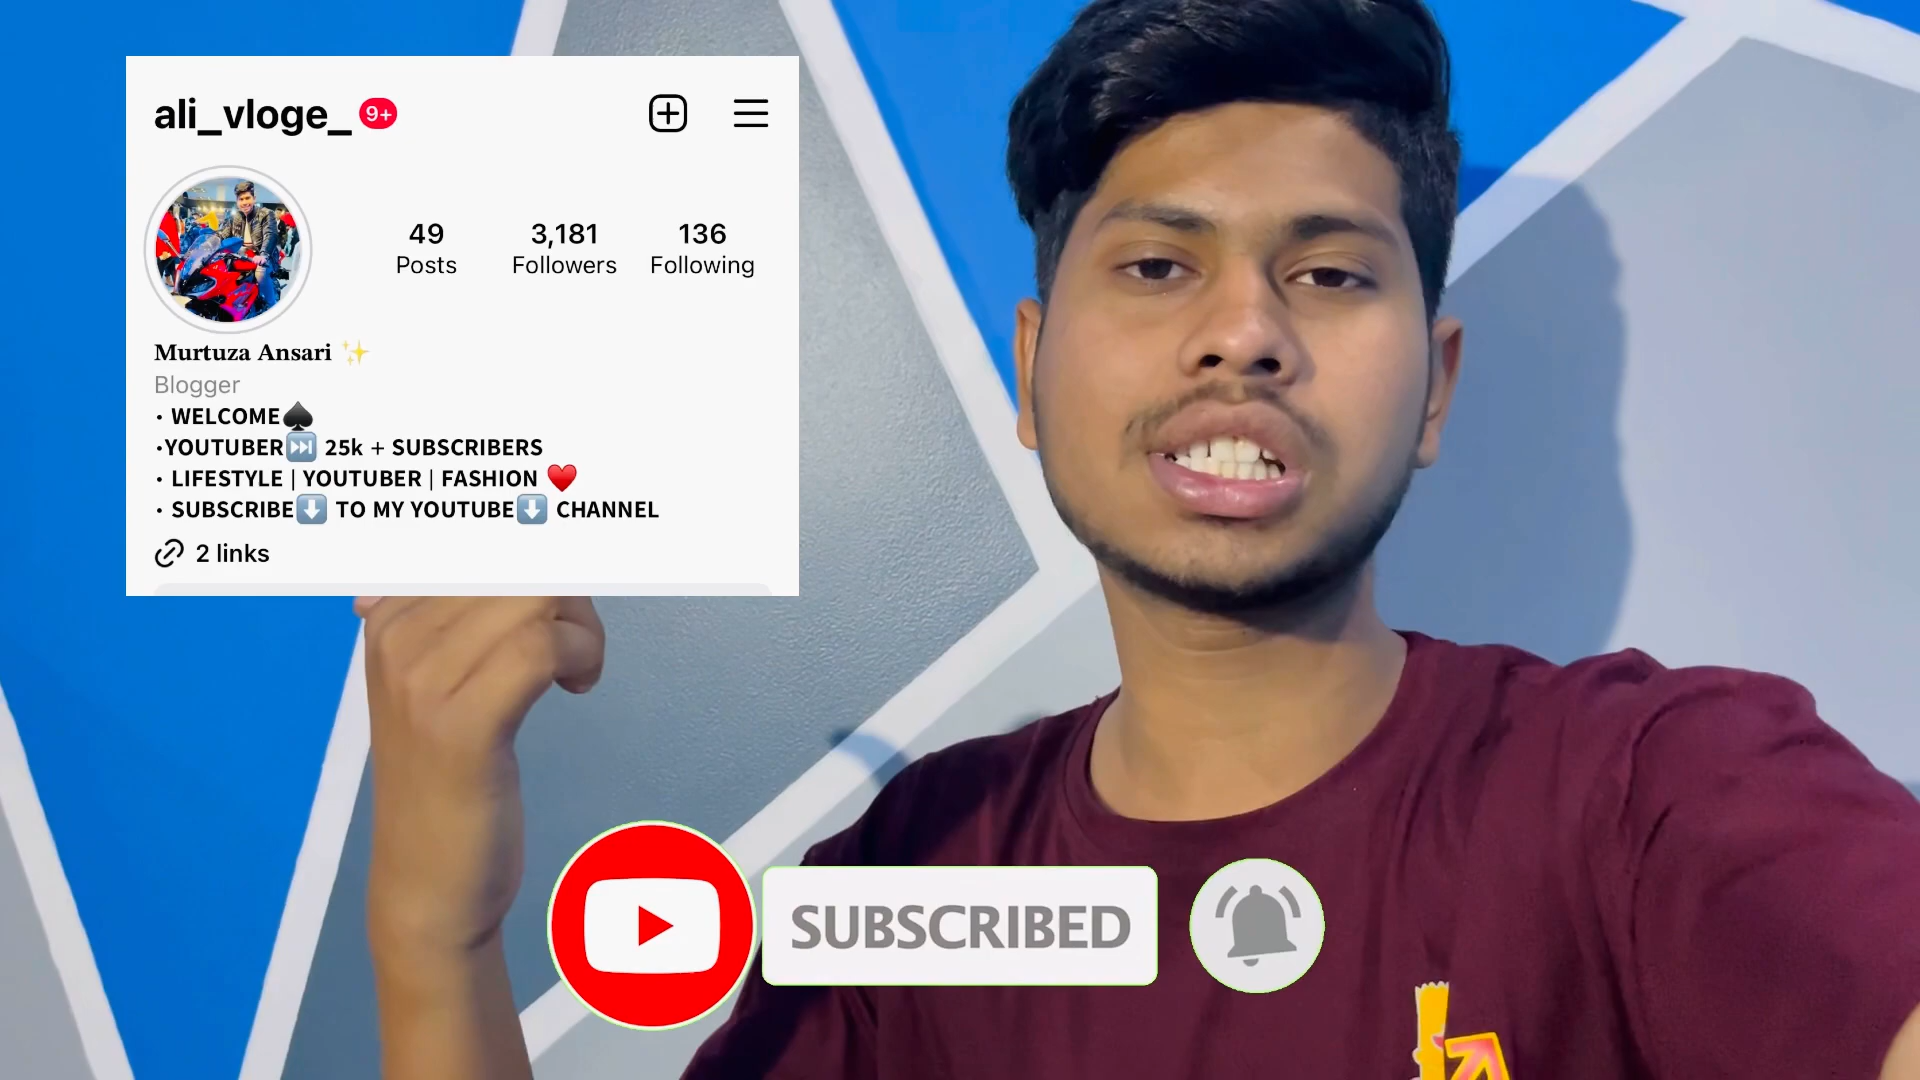 ali_vloge_ 9+
49 3,181 136
Posts Followers Following
Murtuza Ansari ✨
Blogger
• WELCOME♠️
•YOUTUBER⏭️ 25k + SUBSCRIBERS
• LIFESTYLE | YOUTUBER | FASHION ♥️
• SUBSCRIBE⬇️ TO MY YOUTUBE⬇️ CHANNEL
2 links
SUBSCRIBED